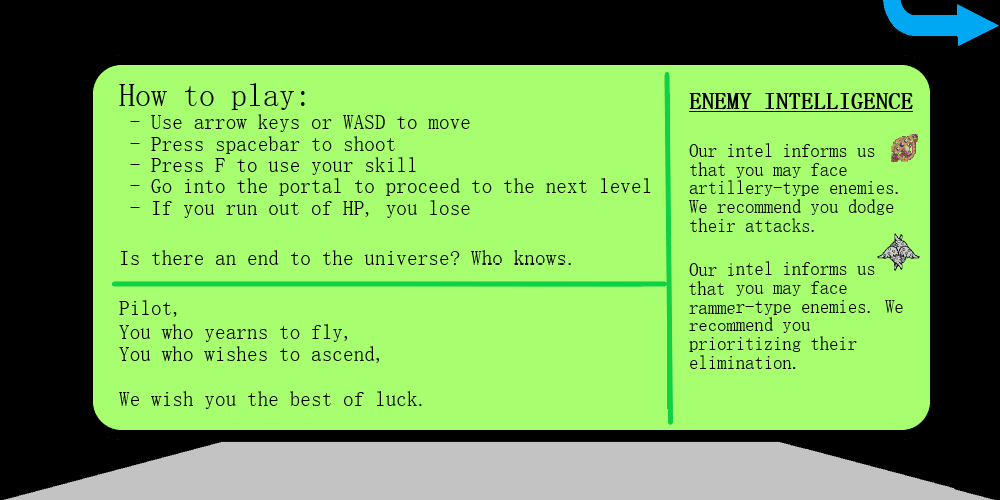 How to play:
- Use arrow keys or WASD to move
- Press spacebar to shoot
- Press F to use your skill
- Go into the portal to proceed to the next level
- If you run out of HP, you lose
Is there an end to the universe? Who knows.
Pilot,
You who yearns to fly,
You who wishes to ascend,
We wish you the best of luck.
ENEMY INTELLIGENCE
Our intel informs us
that you may face
artillery-type enemies.
We recommend you dodge
their attacks.
Our intel informs us
that you may face
rammer-type enemies. We
recommend you
prioritizing their
elimination.